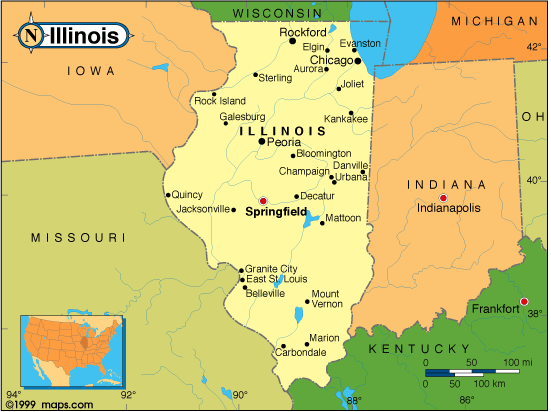 WISCONSIN
MICHIGAN
N
Illinois
Rockford
Elgin
Evanston
Chicago
42°
Aurora
IOWA
Sterling
Joliet
Rock Island
Galesburg
Kankakee
OH
ILLINOIS
Peoria
Bloomington
Danville
Champaign
Urbana
40°
INDIANA
Quincy
Decatur
Jacksonville
Springfield
Indianapolis
Mattoon
MISSOURI
Granite City
East St. Louis
Belleville
Mount
Vernon
Frankfort
38°
Marion
Carbondale
KENTUCKY
0 50 100 mi
0 50 100 km
94°
92°
90°
88°
86°
©1999 maps.com